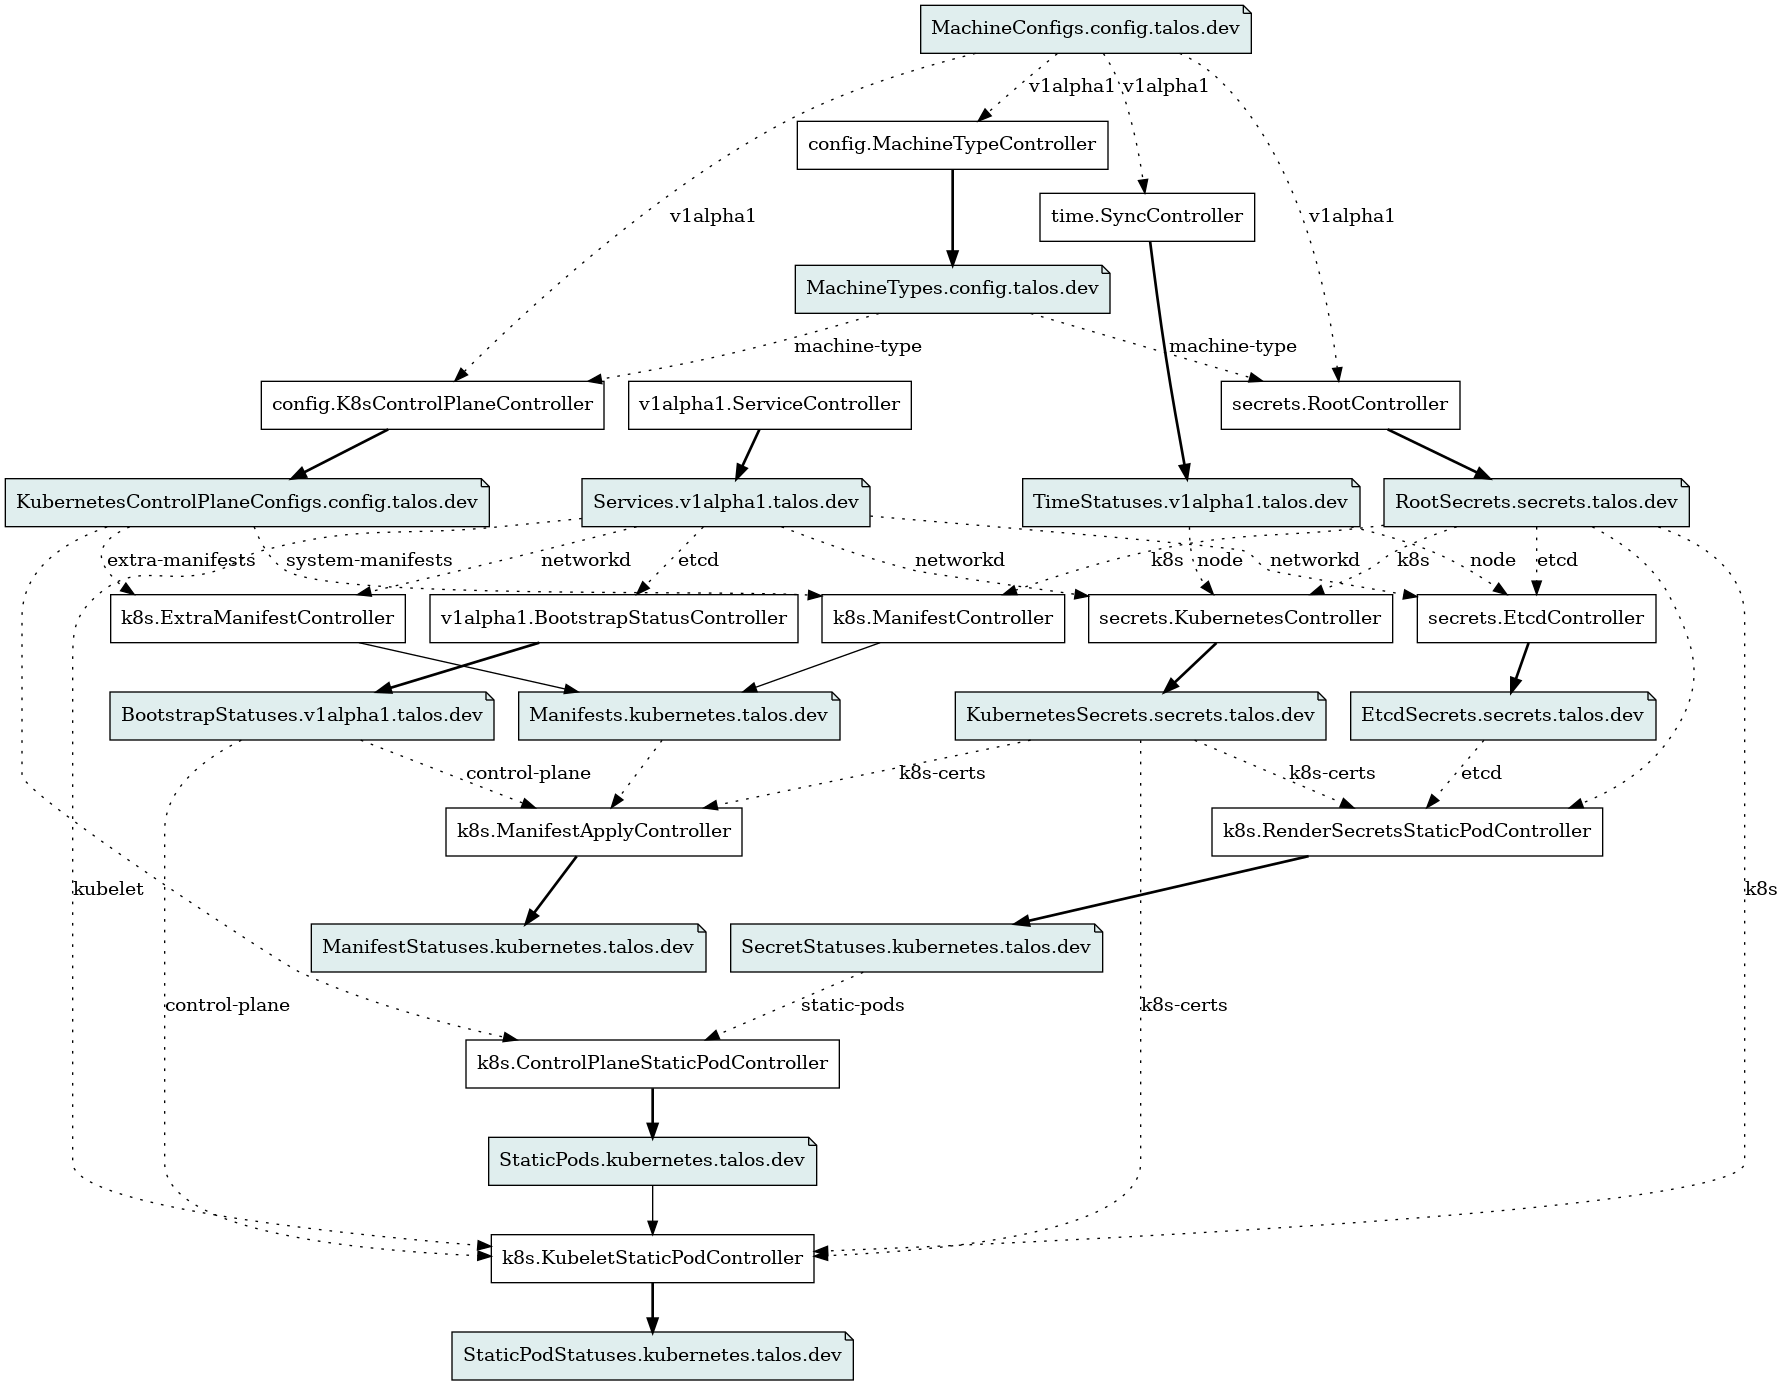 MachineConfigs.config.talos.dev
v1alpha1
v1alpha1
config.MachineTypeController
v1alpha1
time.SyncController
v1alpha1
MachineTypes.config.talos.dev
machine-type
machine-type
config.K8sControlPlaneController
v1alpha1.ServiceController
secrets.RootController
KubernetesControlPlaneConfigs.config.talos.dev
Services.v1alpha1.talos.dev
TimeStatuses.v1alpha1.talos.dev
RootSecrets.secrets.talos.dev
extra-manifests
system-manifests
networkd
etcd
networkd
k8s
node
networkd
k8s
node
etcd
k8s.ExtraManifestController
v1alpha1.BootstrapStatusController
k8s.ManifestController
secrets.KubernetesController
secrets.EtcdController
BootstrapStatuses.v1alpha1.talos.dev
Manifests.kubernetes.talos.dev
KubernetesSecrets.secrets.talos.dev
EtcdSecrets.secrets.talos.dev
control-plane
k8s-certs
k8s-certs
etcd
k8s.ManifestApplyController
k8s.RenderSecretsStaticPodController
kubelet
k8s
ManifestStatuses.kubernetes.talos.dev
SecretStatuses.kubernetes.talos.dev
control-plane
static-pods
k8s-certs
k8s.ControlPlaneStaticPodController
StaticPods.kubernetes.talos.dev
k8s.KubeletStaticPodController
StaticPodStatuses.kubernetes.talos.dev